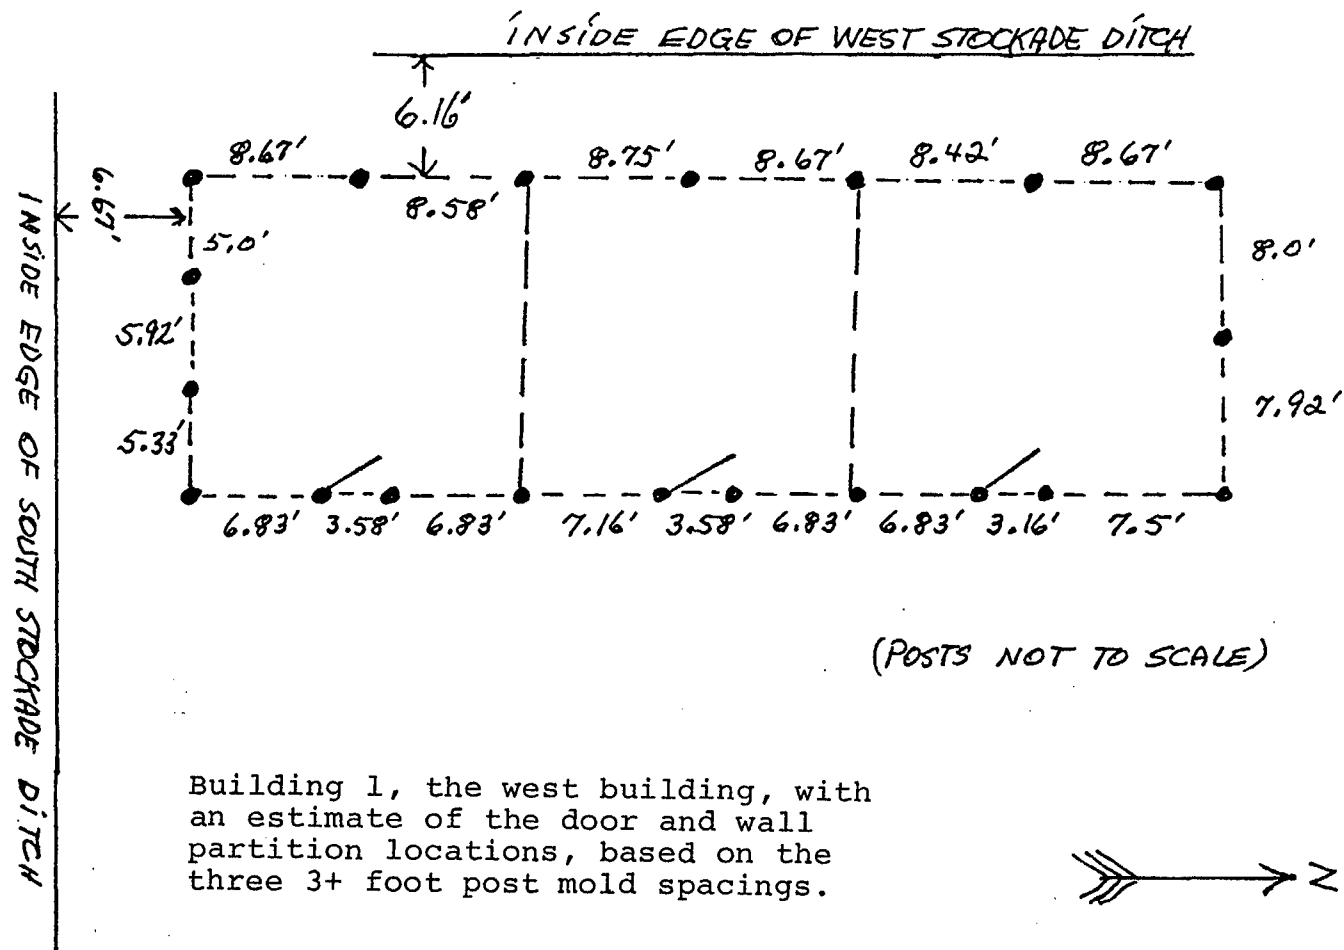 INSIDE EDGE OF WEST STOCKADE DITCH
6.16'
8.67'
8.58'
8.75'
8.67'
8.42'
8.67'
6.67'
5.0'
5.92'
5.33'
8.0'
7.92'
6.83' 3.58' 6.83' 7.16' 3.58' 6.83' 6.83' 3.16' 7.5'
INSIDE EDGE OF SOUTH STOCKADE DITCH
(POSTS NOT TO SCALE)
Building 1, the west building, with
an estimate of the door and wall
partition locations, based on the
three 3+ foot post mold spacings.
N